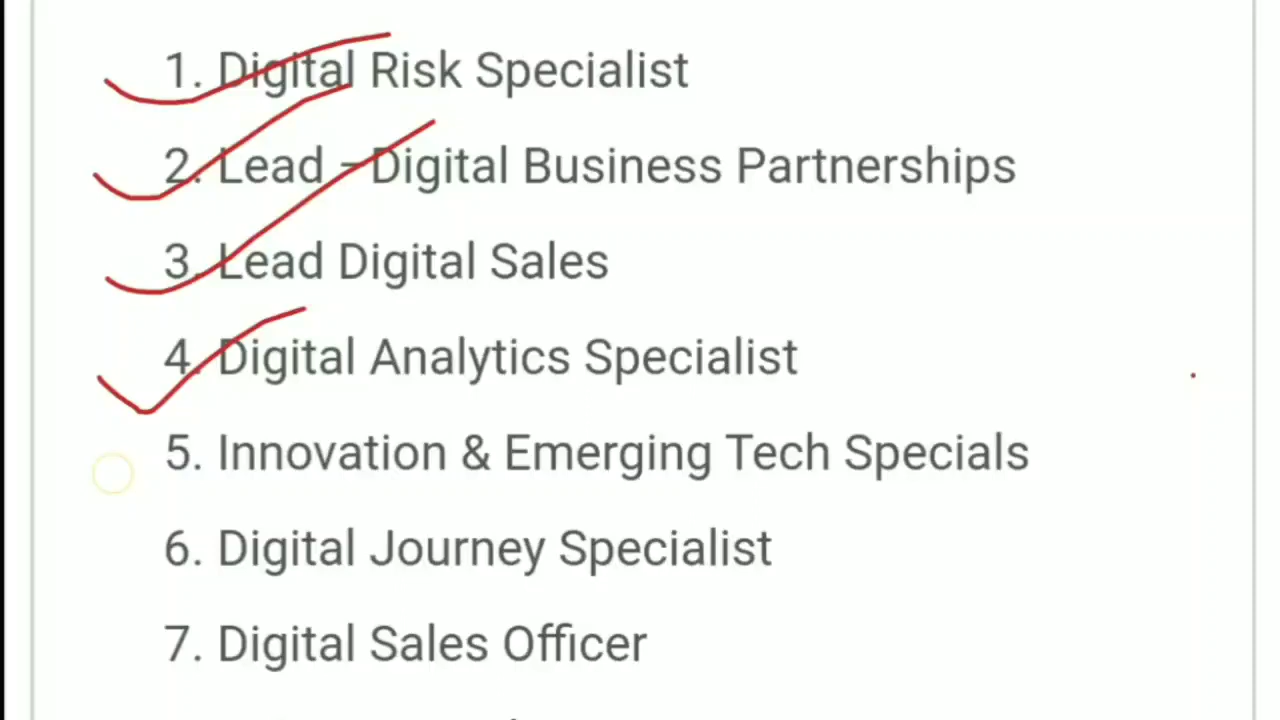 1. Digital Risk Specialist
2. Lead – Digital Business Partnerships
3. Lead Digital Sales
4. Digital Analytics Specialist
5. Innovation & Emerging Tech Specials
6. Digital Journey Specialist
7. Digital Sales Officer